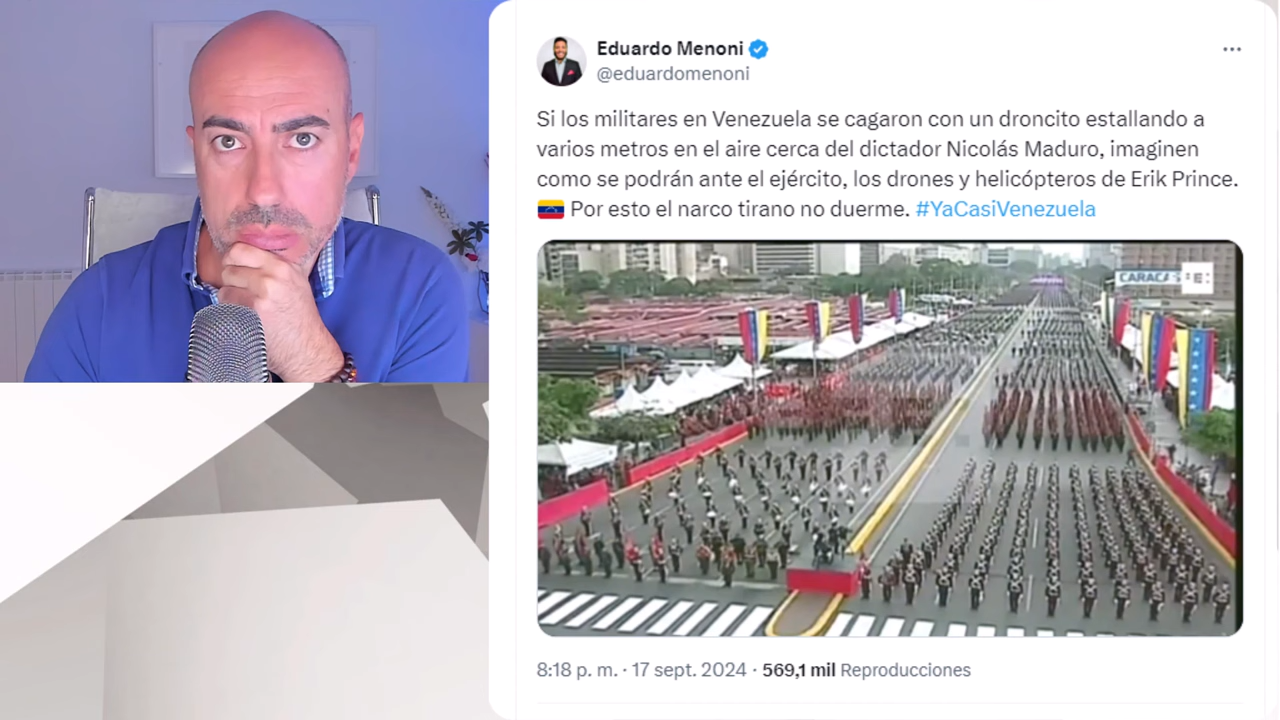 Eduardo Menoni
@eduardomenoni
Si los militares en Venezuela se cagaron con un droncito estallando a
varios metros en el aire cerca del dictador Nicolás Maduro, imaginen
como se podrán ante el ejército, los drones y helicópteros de Erik Prince.
🇻🇪 Por esto el narco tirano no duerme. #YaCasiVenezuela
CARACAS
E:
8:18 p. m. · 17 sept. 2024 · 569,1 mil Reproducciones